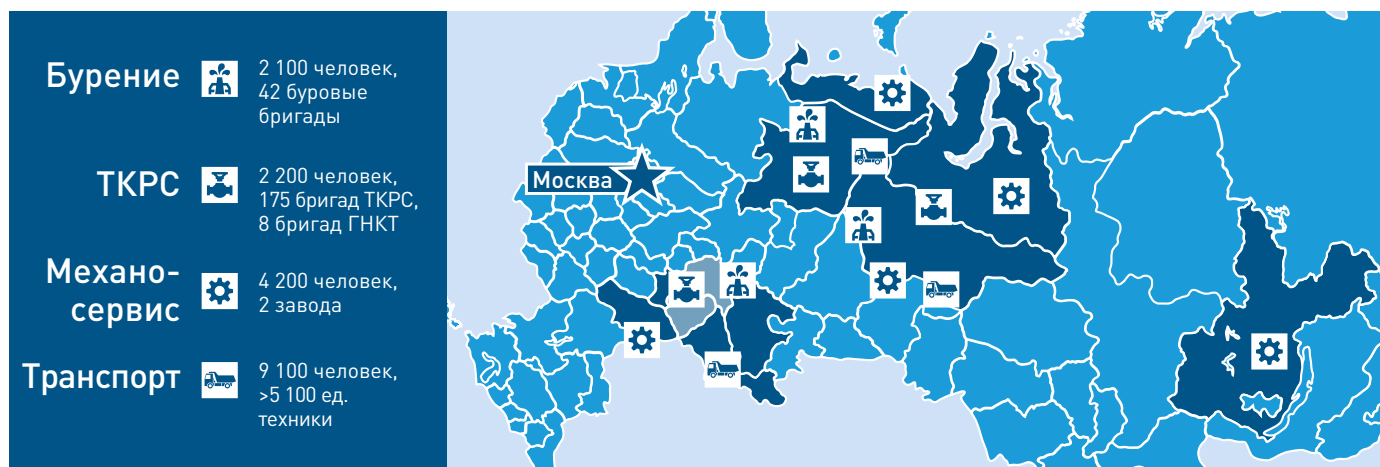 Бурение
2 100 человек,
42 буровые
бригады
ТКРС
2 200 человек,
175 бригад ТКРС,
8 бригад ГНКТ
Механо-
сервис
4 200 человек,
2 завода
Транспорт
9 100 человек,
>5 100 ед.
техники
Москва